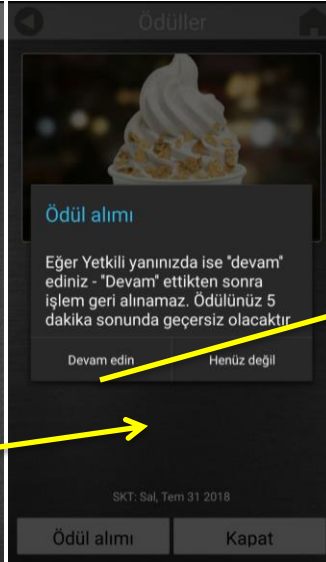 Ödüller
Ödül alımı
Eğer Yetkili yanınızda ise "devam"
ediniz - "Devam" ettikten sonra
işlem geri alınamaz. Ödülünüz 5
dakika sonunda geçersiz olacaktır
Devam edin
Henüz değil
SKT: Sal, Tem 31 2018
Ödül alımı
Kapat